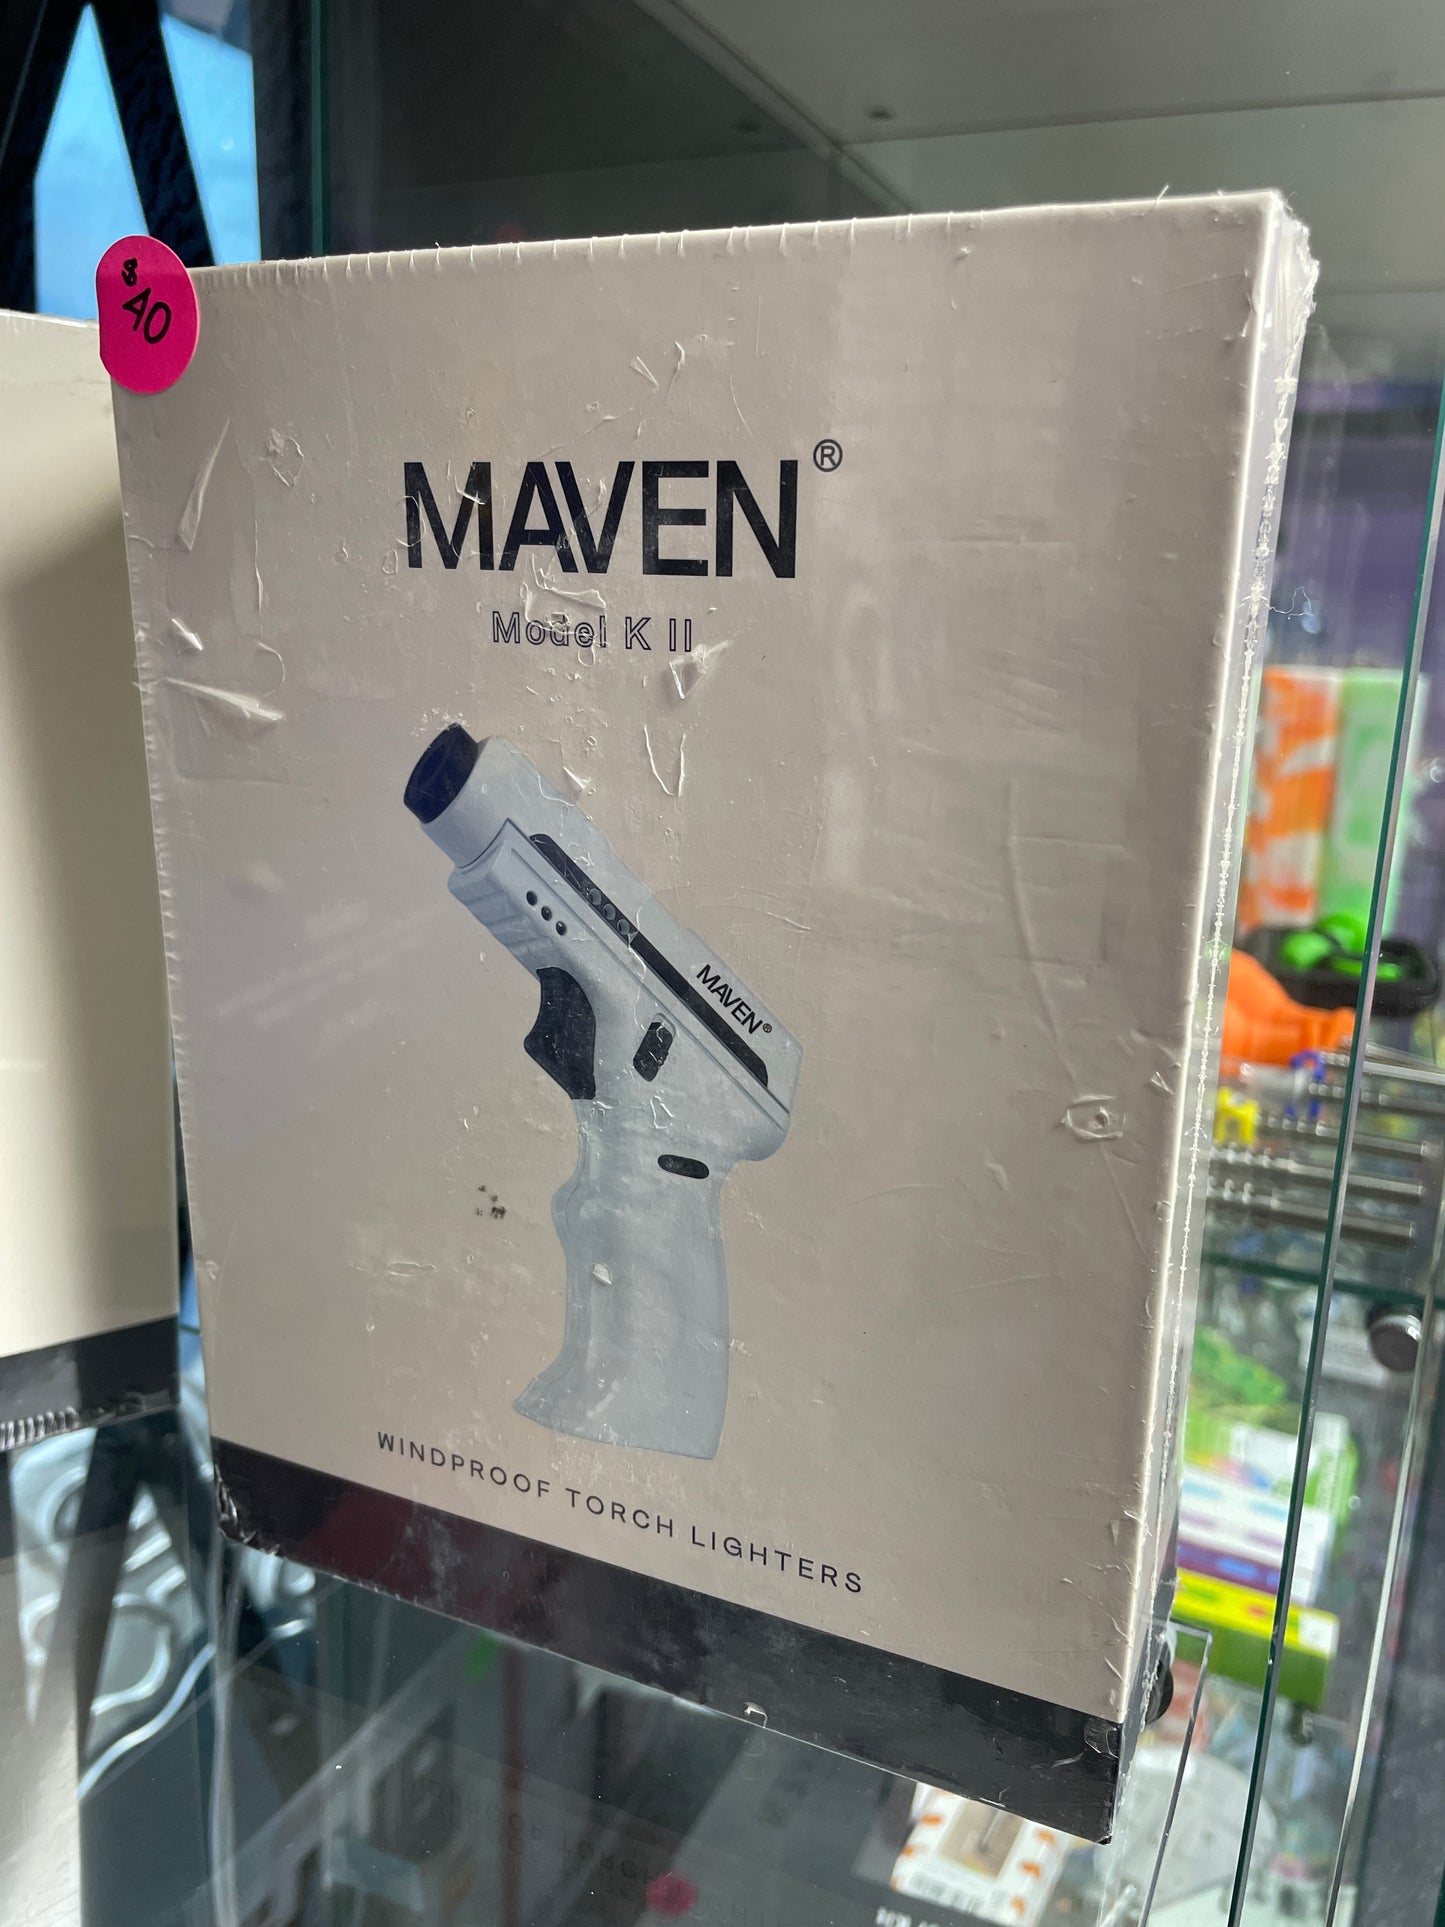 $40
MAVEN®
Model K II
MAVEN®
WINDPROOF TORCH LIGHTERS